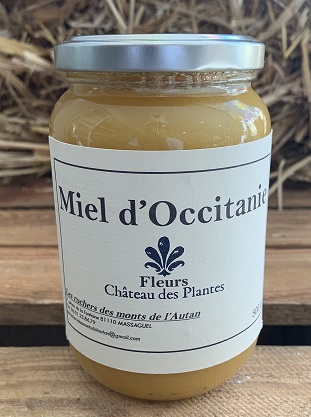 Miel d'Occitanie
Fleurs
Château des Plantes
Les ruchers des monts de l'Autan
81110 MASSAGUEL